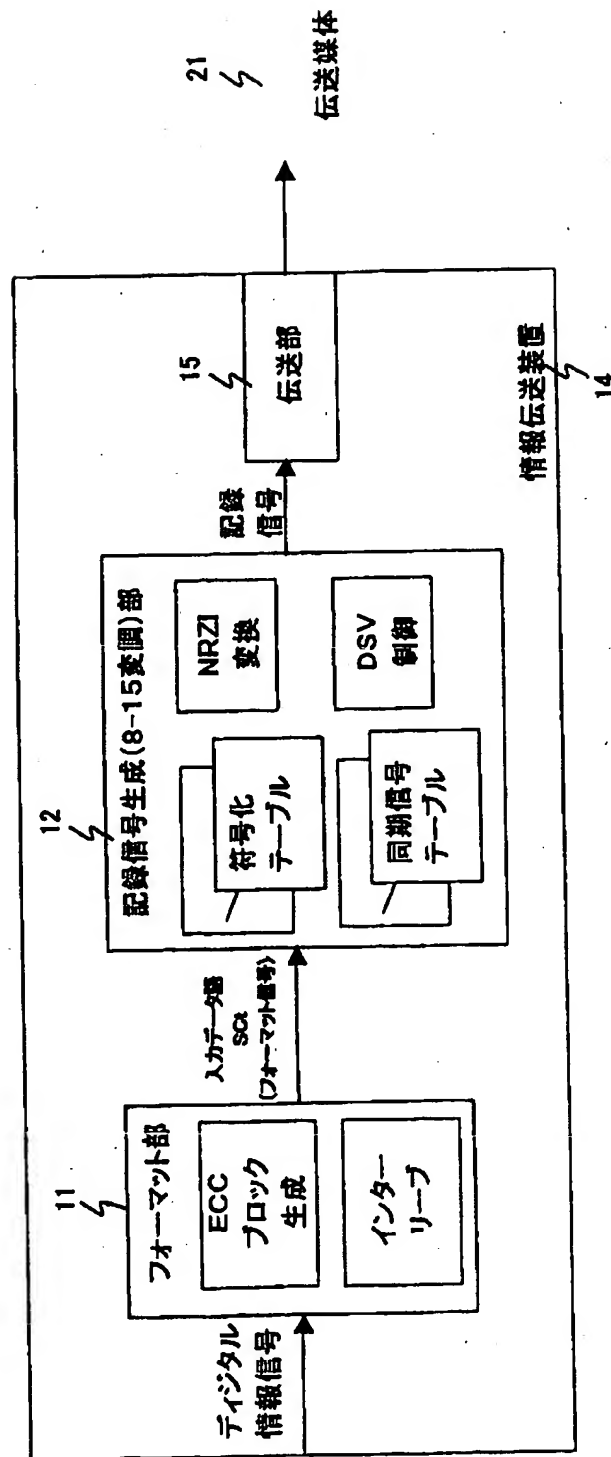 ディジタル
情報信号
11
フォーマット部
ECC
ブロック
生成
インター
リーブ
入力データ語
SCt
(フォーマット信号)
12
記録信号生成(8-15変調)部
符号化
テーブル
同期信号
テーブル
NRZI
変換
DSV
制御
記録
信号
15
伝送部
情報伝送装置
14
21
伝送媒体